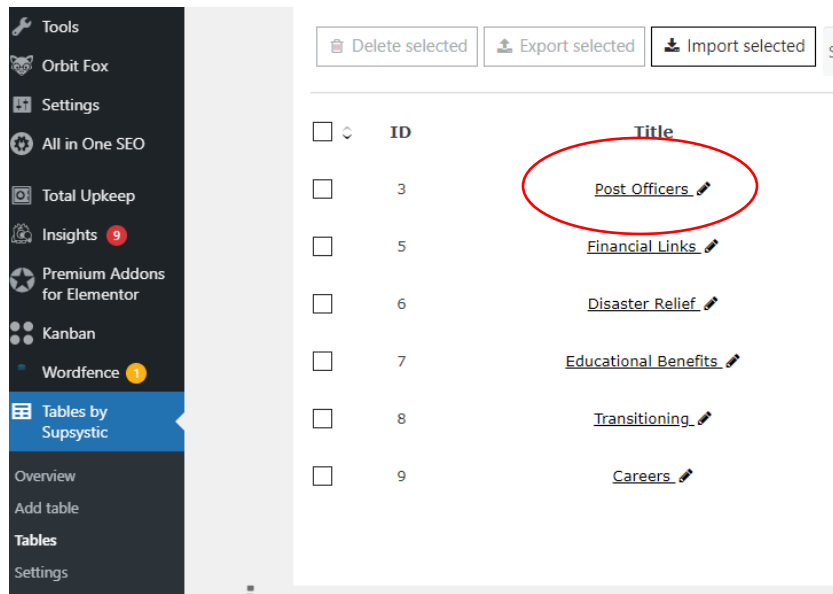 Tools
Orbit Fox
Settings
All in One SEO
Total Upkeep
Insights 9
Premium Addons
for Elementor
Kanban
Wordfence 1
Tables by
Supsystic
Overview
Add table
Tables
Settings
Delete selected Export selected Import selected
ID Title
3 Post Officers
5 Financial Links
6 Disaster Relief
7 Educational Benefits
8 Transitioning
9 Careers